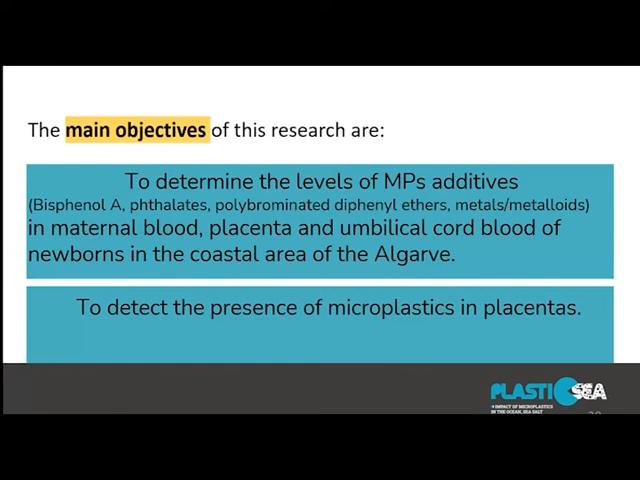 The main objectives of this research are:
To determine the levels of MPs additives
(Bisphenol A, phthalates, polybrominated diphenyl ethers, metals/metalloids)
in maternal blood, placenta and umbilical cord blood of
newborns in the coastal area of the Algarve.
To detect the presence of microplastics in placentas.
PLASTICSEA
IMPACT OF MICROPLASTICS
IN THE OCEAN, SEA SALT